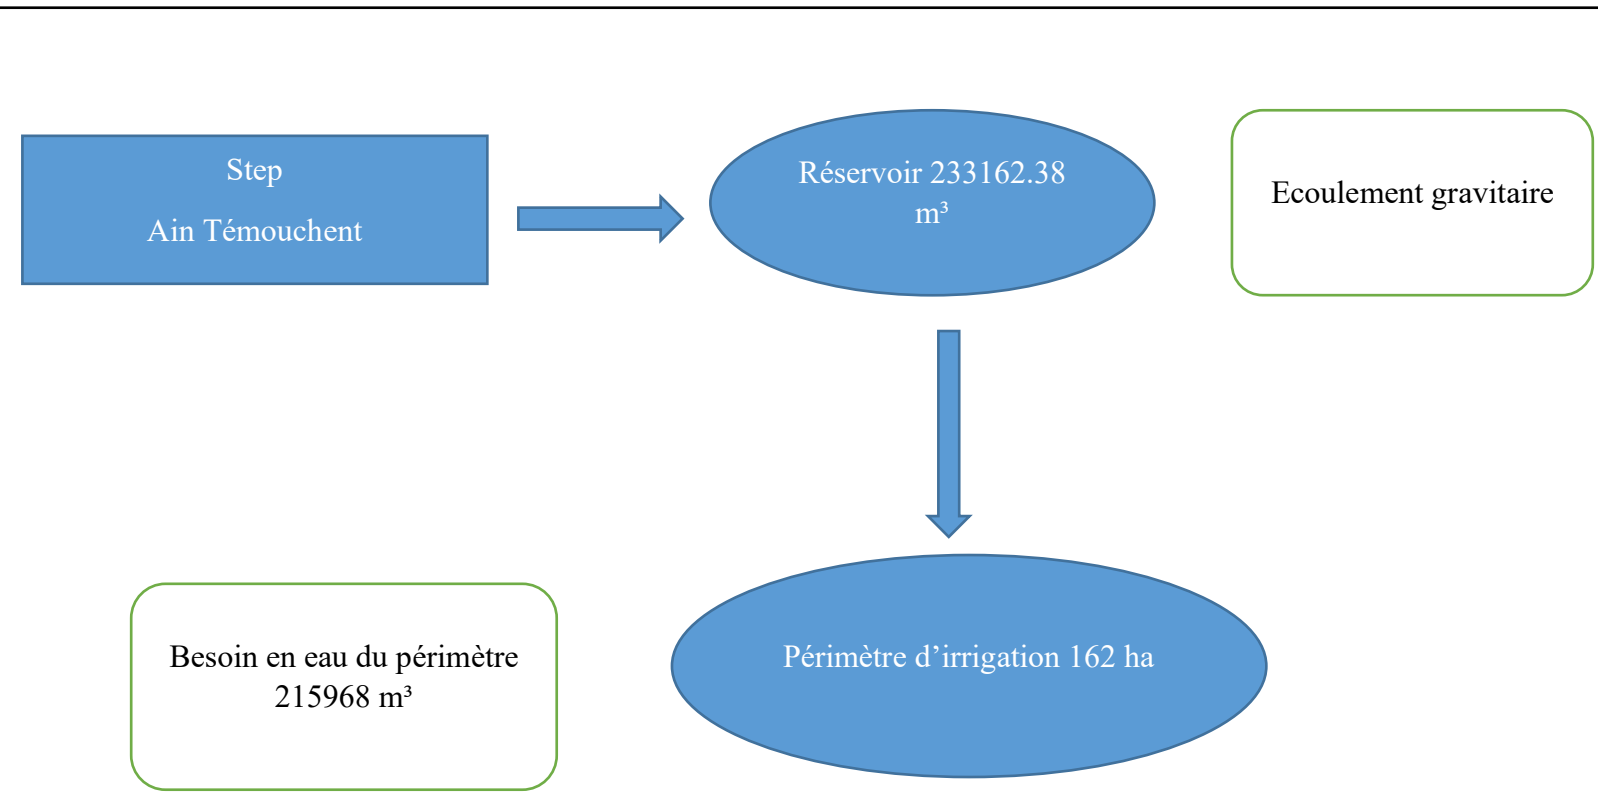 Step
Ain Témouchent
Réservoir 233162.38
m³
Ecoulement gravitaire
Besoin en eau du périmètre
215968 m³
Périmètre d’irrigation 162 ha